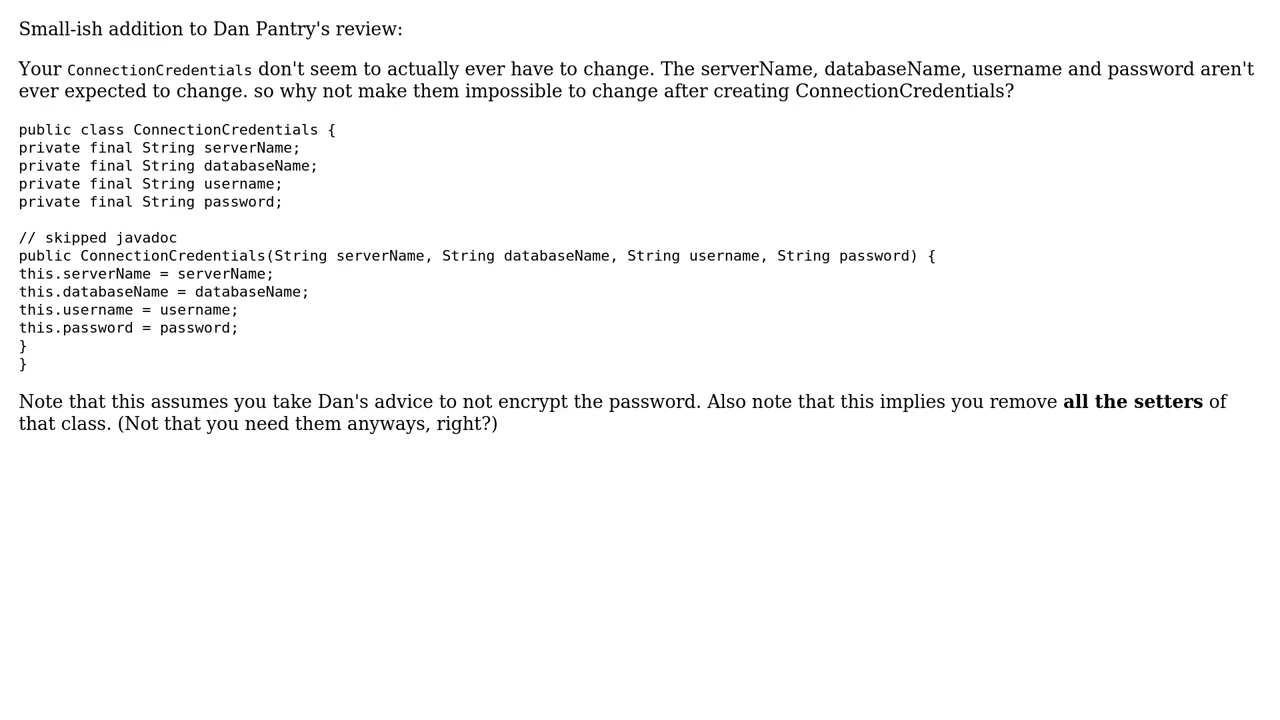 Small-ish addition to Dan Pantry's review:
Your ConnectionCredentials don't seem to actually ever have to change. The serverName, databaseName, username and password aren't
ever expected to change. so why not make them impossible to change after creating ConnectionCredentials?
public class ConnectionCredentials {
private final String serverName;
private final String databaseName;
private final String username;
private final String password;
// skipped javadoc
public ConnectionCredentials(String serverName, String databaseName, String username, String password) {
this.serverName = serverName;
this.databaseName = databaseName;
this.username = username;
this.password = password;
}
}
Note that this assumes you take Dan's advice to not encrypt the password. Also note that this implies you remove all the setters of
that class. (Not that you need them anyways, right?)